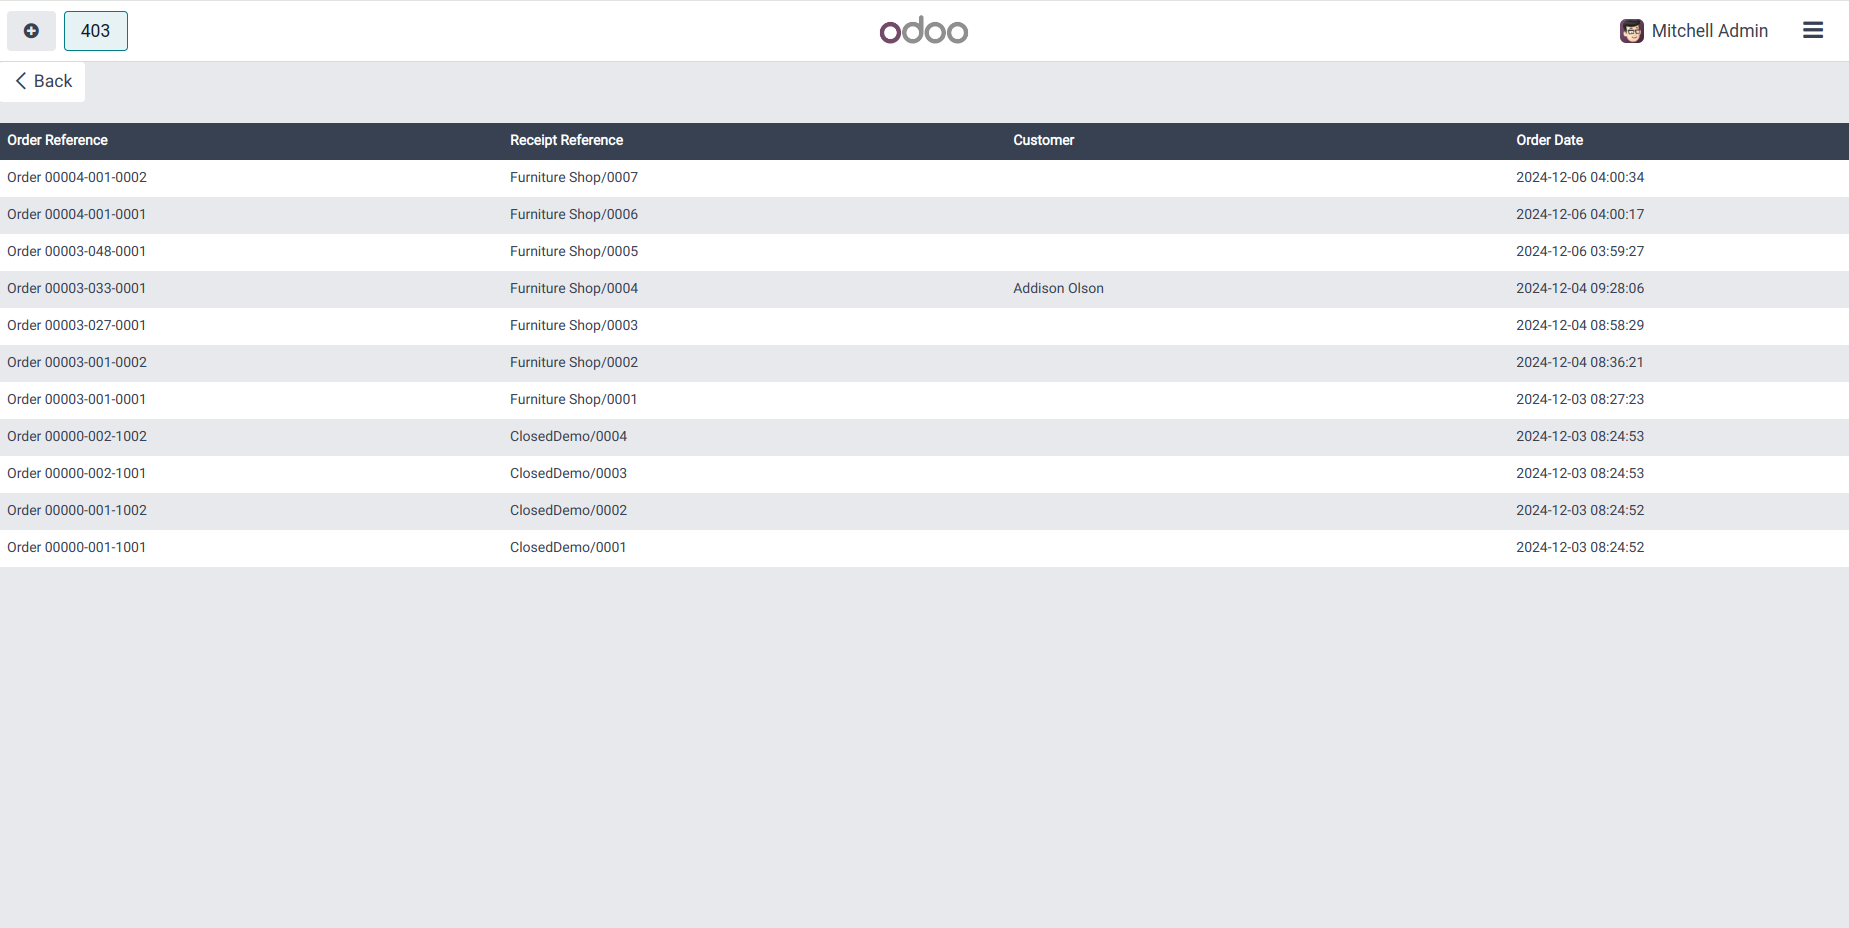 403
odoo
Mitchell Admin
Back
Order Reference Receipt Reference Customer Order Date
Order 00004-001-0002 Furniture Shop/0007 2024-12-06 04:00:34
Order 00004-001-0001 Furniture Shop/0006 2024-12-06 04:00:17
Order 00003-048-0001 Furniture Shop/0005 2024-12-06 03:59:27
Order 00003-033-0001 Furniture Shop/0004 Addison Olson 2024-12-04 09:28:06
Order 00003-027-0001 Furniture Shop/0003 2024-12-04 08:58:29
Order 00003-001-0002 Furniture Shop/0002 2024-12-04 08:36:21
Order 00003-001-0001 Furniture Shop/0001 2024-12-03 08:27:23
Order 00000-002-1002 ClosedDemo/0004 2024-12-03 08:24:53
Order 00000-002-1001 ClosedDemo/0003 2024-12-03 08:24:53
Order 00000-001-1002 ClosedDemo/0002 2024-12-03 08:24:52
Order 00000-001-1001 ClosedDemo/0001 2024-12-03 08:24:52